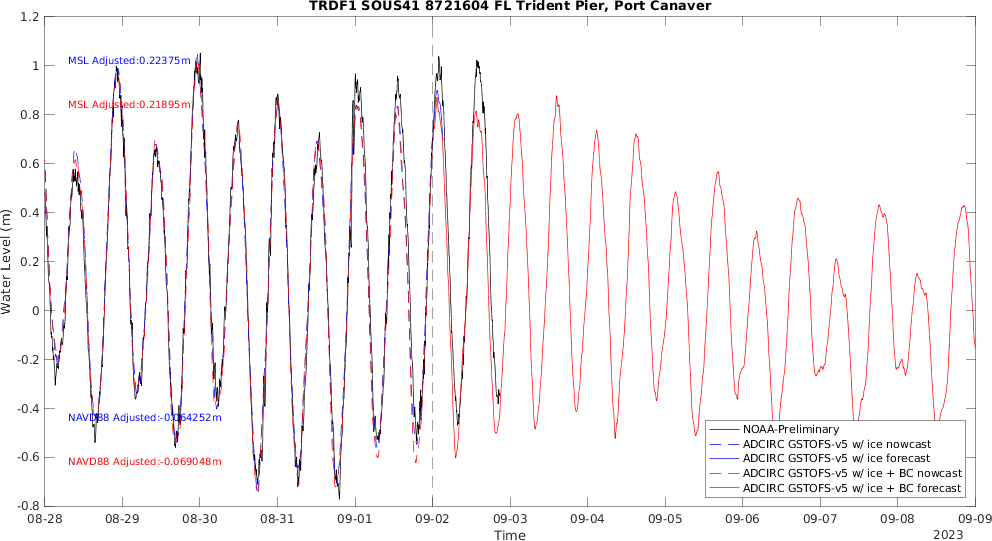 TRDF1 SOUS41 8721604 FL Trident Pier, Port Canaver
1.2
1
0.8
0.6
0.4
0.2
0
-0.2
-0.4
-0.6
-0.8
Water Level (m)
MSL Adjusted:0.22375m
MSL Adjusted:0.21895m
NAVD88 Adjusted:-0.064252m
NAVD88 Adjusted:-0.069048m
NOAA-Preliminary
ADCIRC GSTOFS-v5 w/ ice nowcast
ADCIRC GSTOFS-v5 w/ ice forecast
ADCIRC GSTOFS-v5 w/ ice + BC nowcast
ADCIRC GSTOFS-v5 w/ ice + BC forecast
08-28 08-29 08-30 08-31 09-01 09-02 09-03 09-04 09-05 09-06 09-07 09-08 09-09
Time
2023